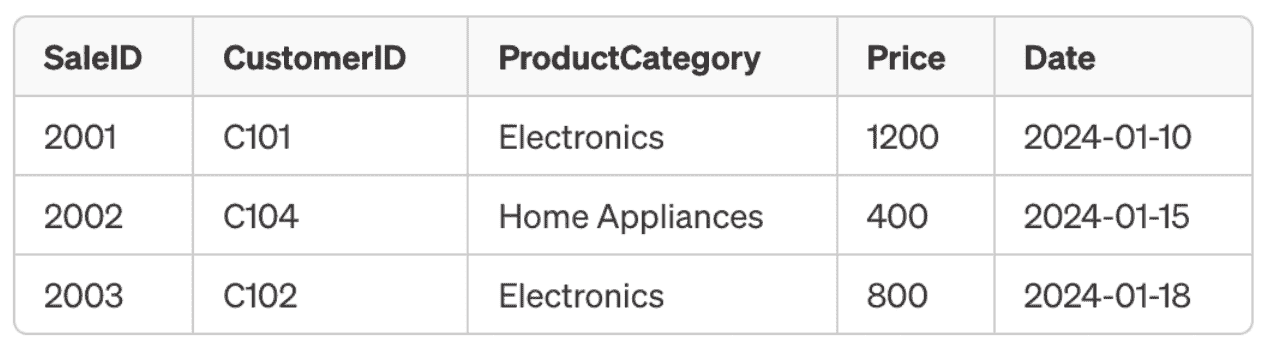 SaleID CustomerID ProductCategory Price Date
2001 C101 Electronics 1200 2024-01-10
2002 C104 Home Appliances 400 2024-01-15
2003 C102 Electronics 800 2024-01-18